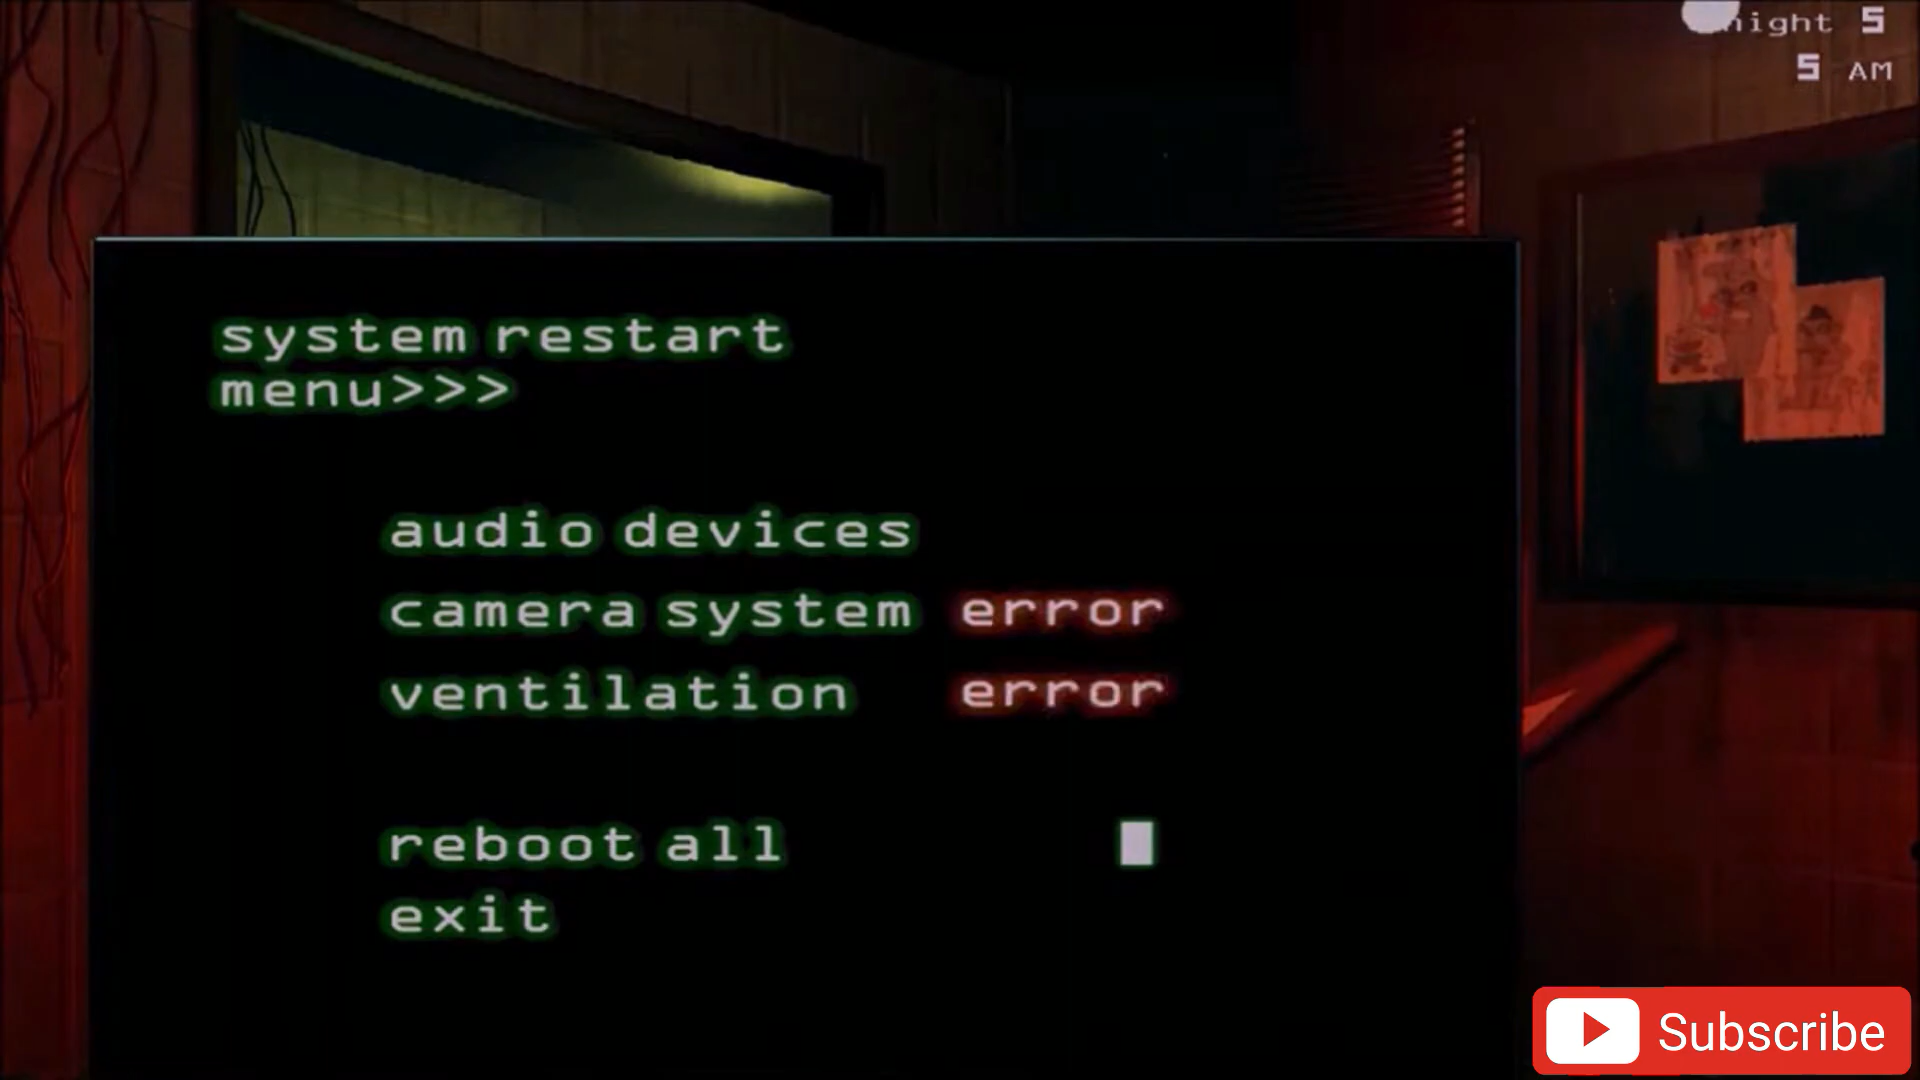 night 5
5 AM
system restart
menu>>>
audio devices
camera system error
ventilation error
reboot all
exit
Subscribe